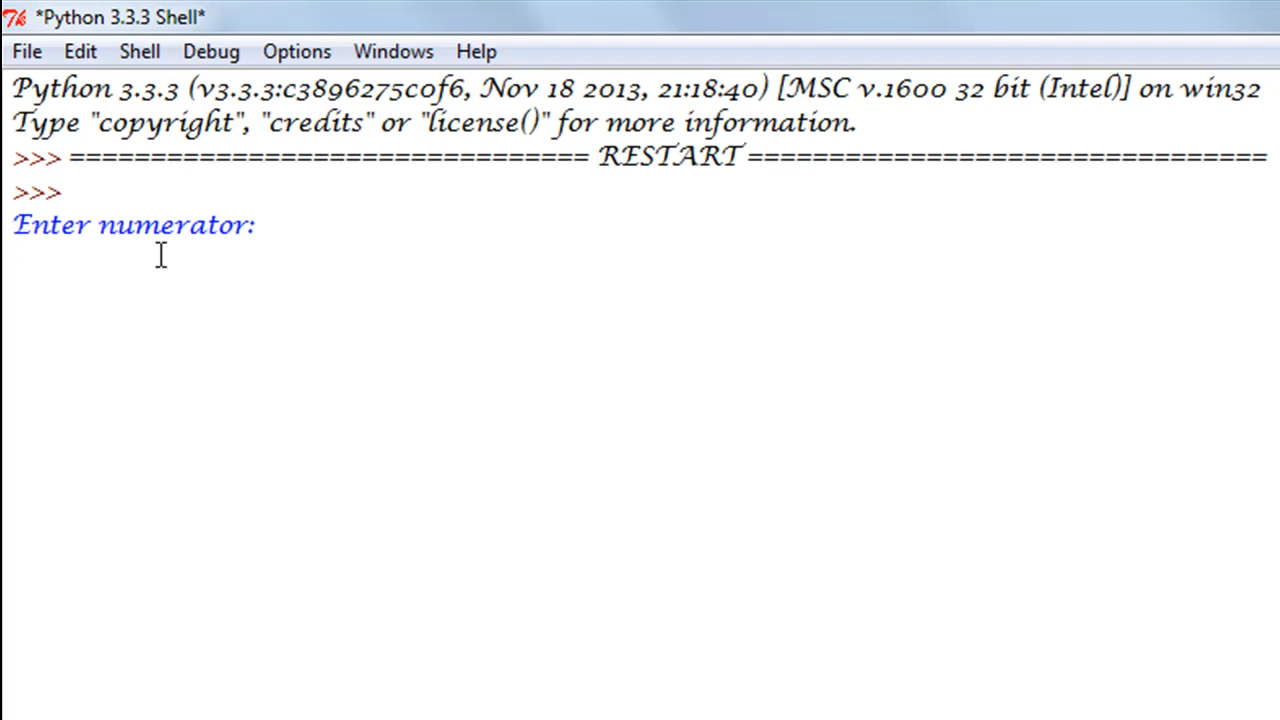 *Python 3.3.3 Shell*
File Edit Shell Debug Options Windows Help
Python 3.3.3 (v3.3.3:c3896275c0f6, Nov 18 2013, 21:18:40) [MSC v.1600 32 bit (Intel)] on win32
Type "copyright", "credits" or "license()" for more information.
>>> ================================ RESTART ================================
>>>
Enter numerator: